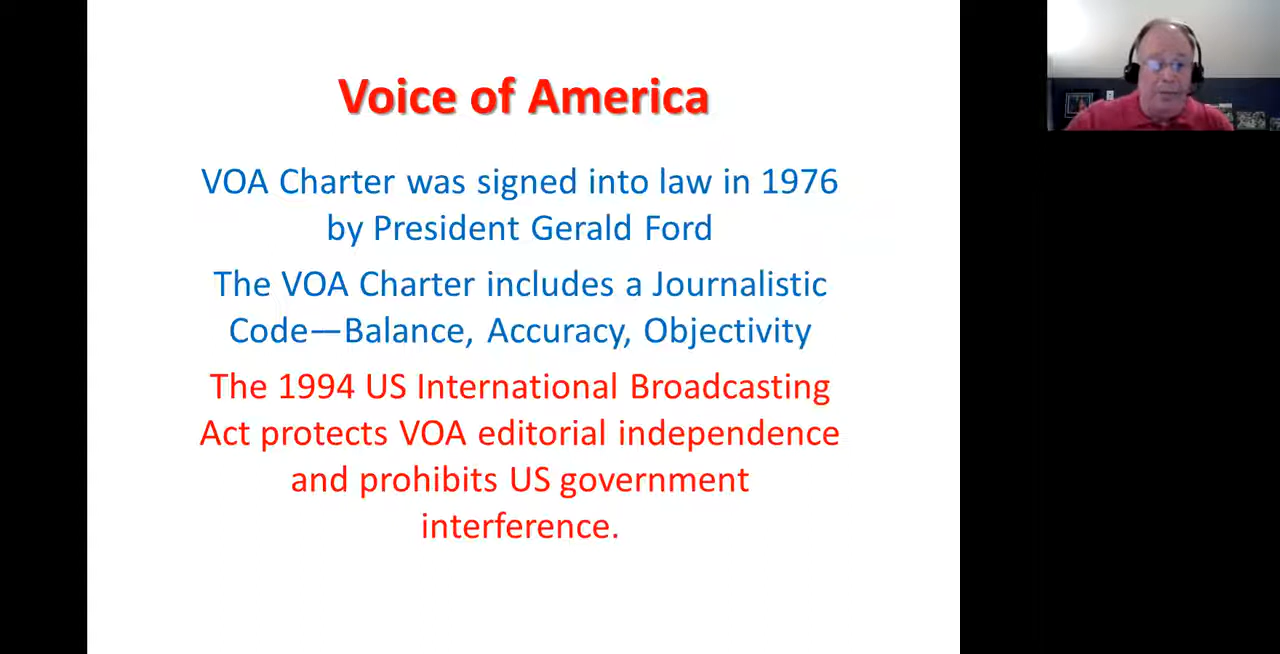 Voice of America
VOA Charter was signed into law in 1976
by President Gerald Ford
The VOA Charter includes a Journalistic
Code—Balance, Accuracy, Objectivity
The 1994 US International Broadcasting
Act protects VOA editorial independence
and prohibits US government
interference.